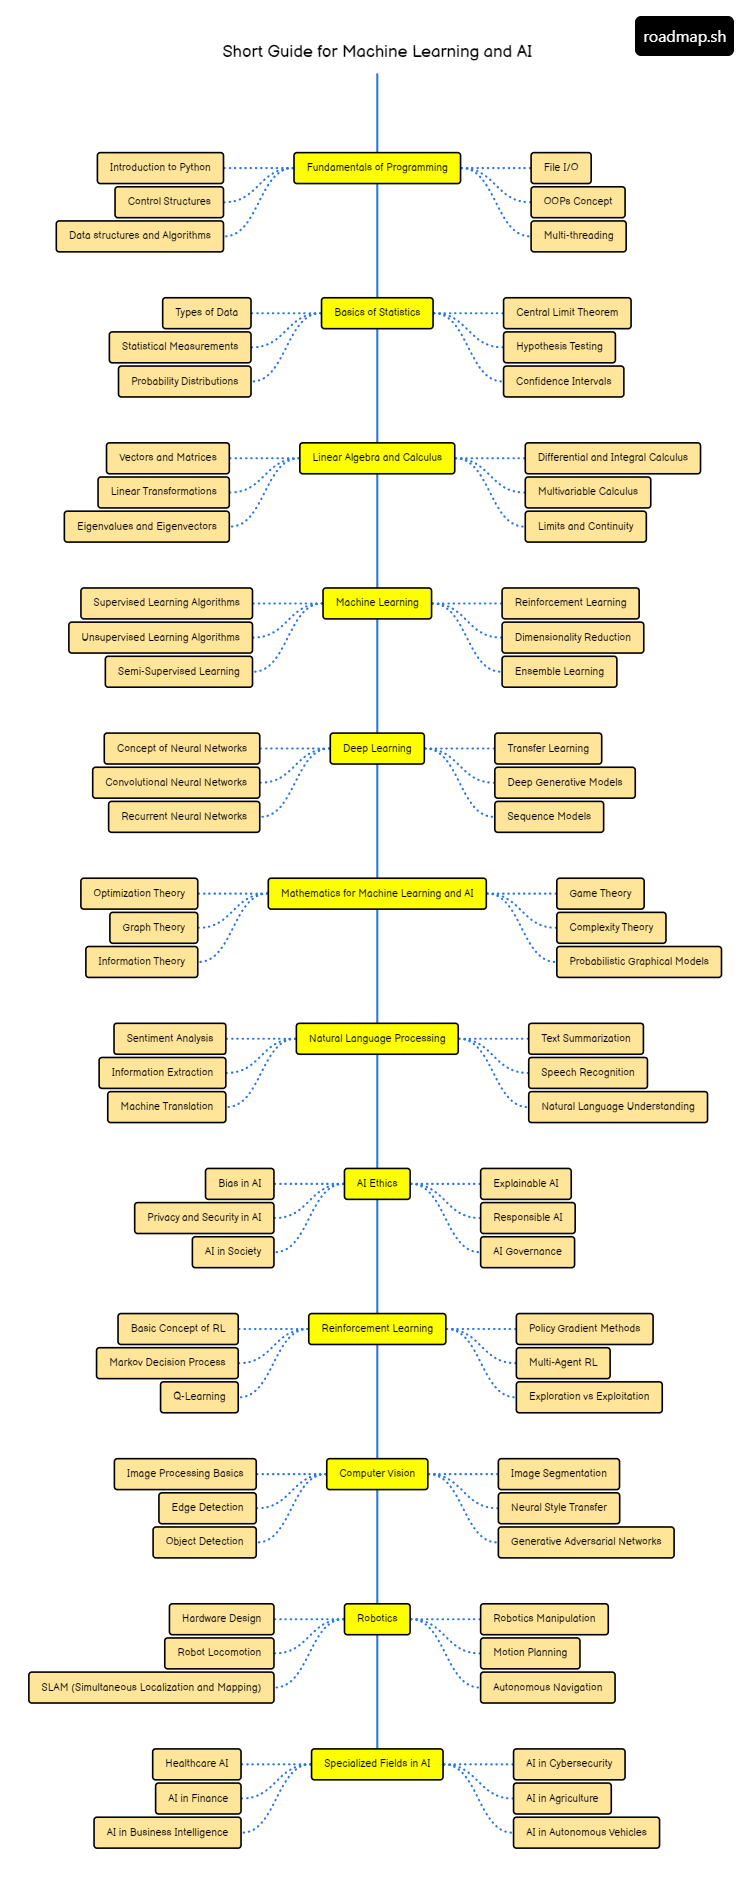 roadmap.sh
Short Guide for Machine Learning and AI
Fundamentals of Programming
Introduction to Python
Control Structures
Data structures and Algorithms
File I/O
OOPs Concept
Multi-threading
Basics of Statistics
Types of Data
Statistical Measurements
Probability Distributions
Central Limit Theorem
Hypothesis Testing
Confidence Intervals
Linear Algebra and Calculus
Vectors and Matrices
Linear Transformations
Eigenvalues and Eigenvectors
Differential and Integral Calculus
Multivariable Calculus
Limits and Continuity
Machine Learning
Supervised Learning Algorithms
Unsupervised Learning Algorithms
Semi-Supervised Learning
Reinforcement Learning
Dimensionality Reduction
Ensemble Learning
Deep Learning
Concept of Neural Networks
Convolutional Neural Networks
Recurrent Neural Networks
Transfer Learning
Deep Generative Models
Sequence Models
Mathematics for Machine Learning and AI
Optimization Theory
Graph Theory
Information Theory
Game Theory
Complexity Theory
Probabilistic Graphical Models
Natural Language Processing
Sentiment Analysis
Information Extraction
Machine Translation
Text Summarization
Speech Recognition
Natural Language Understanding
AI Ethics
Bias in AI
Privacy and Security in AI
AI in Society
Explainable AI
Responsible AI
AI Governance
Reinforcement Learning
Basic Concept of RL
Markov Decision Process
Q-Learning
Policy Gradient Methods
Multi-Agent RL
Exploration vs Exploitation
Computer Vision
Image Processing Basics
Edge Detection
Object Detection
Image Segmentation
Neural Style Transfer
Generative Adversarial Networks
Robotics
Hardware Design
Robot Locomotion
SLAM (Simultaneous Localization and Mapping)
Robotics Manipulation
Motion Planning
Autonomous Navigation
Specialized Fields in AI
Healthcare AI
AI in Finance
AI in Business Intelligence
AI in Cybersecurity
AI in Agriculture
AI in Autonomous Vehicles